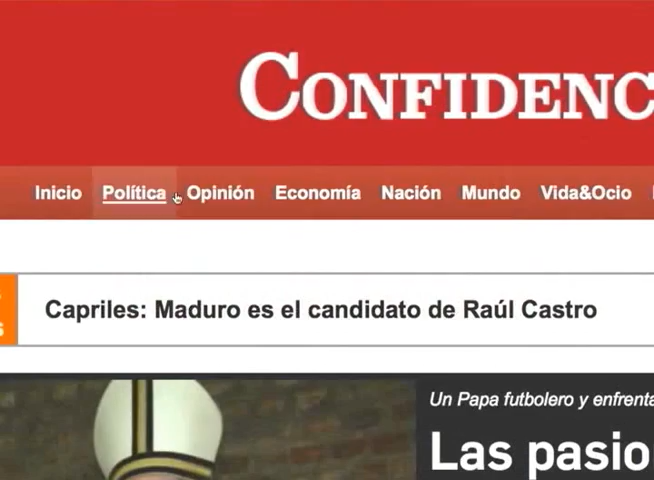 CONFIDENC
Inicio Política Opinión Economía Nación Mundo Vida&Ocio
Capriles: Maduro es el candidato de Raúl Castro
Un Papa futbolero y enfrenta
Las pasio